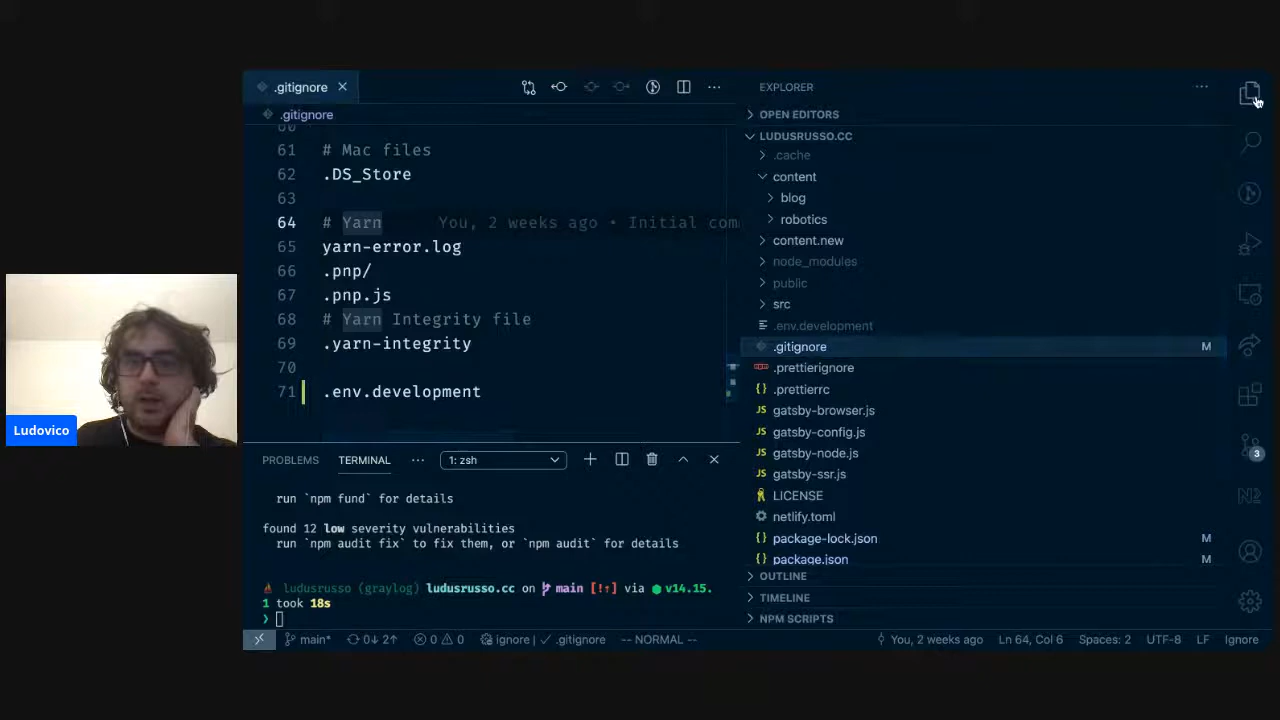 .gitignore
.gitignore
60
61 # Mac files
62 .DS_Store
63
64 # Yarn You, 2 weeks ago • Initial com
65 yarn-error.log
66 .pnp/
67 .pnp.js
68 # Yarn Integrity file
69 .yarn-integrity
70
71 .env.development
PROBLEMS TERMINAL ··· 1: zsh
run `npm fund` for details
found 12 low severity vulnerabilities
run `npm audit fix` to fix them, or `npm audit` for details
ludusrusso (graylog) ludusrusso.cc on main [!↑] via v14.15.
1 took 18s
❯
EXPLORER ···
OPEN EDITORS
LUDUSRUSSO.CC
.cache
content
blog
robotics
content.new
node_modules
public
src
.env.development
.gitignore M
.prettierignore
{ } .prettierrc
JS gatsby-browser.js
JS gatsby-config.js
JS gatsby-node.js
JS gatsby-ssr.js
LICENSE
netlify.toml
{ } package-lock.json M
{ } package.json M
OUTLINE
TIMELINE
NPM SCRIPTS
3
N2
main* 0↓ 2↑ 0 0 ignore | ✓ .gitignore -- NORMAL -- You, 2 weeks ago Ln 64, Col 6 Spaces: 2 UTF-8 LF Ignore
Ludovico